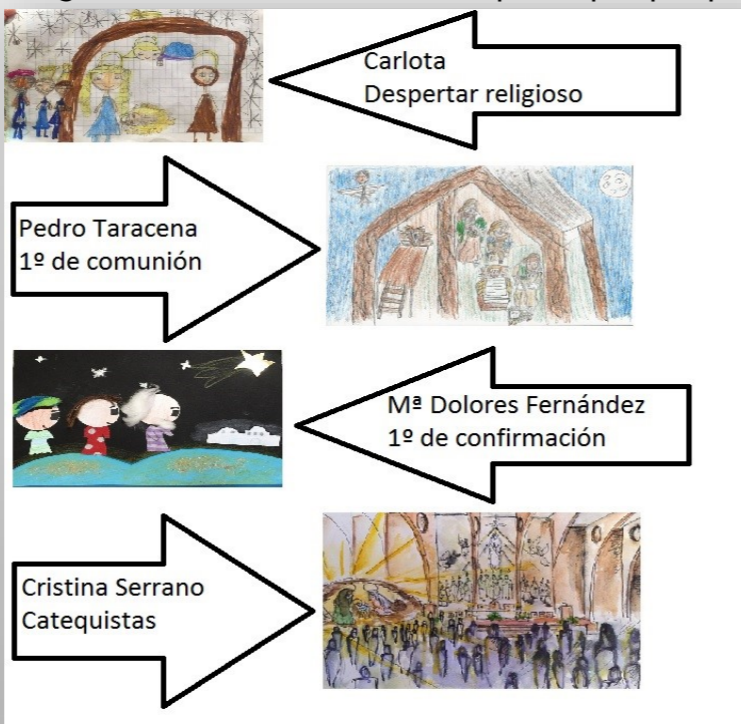 Carlota
Despertar religioso
Pedro Taracena
1º de comunión
Mª Dolores Fernández
1º de confirmación
Cristina Serrano
Catequistas